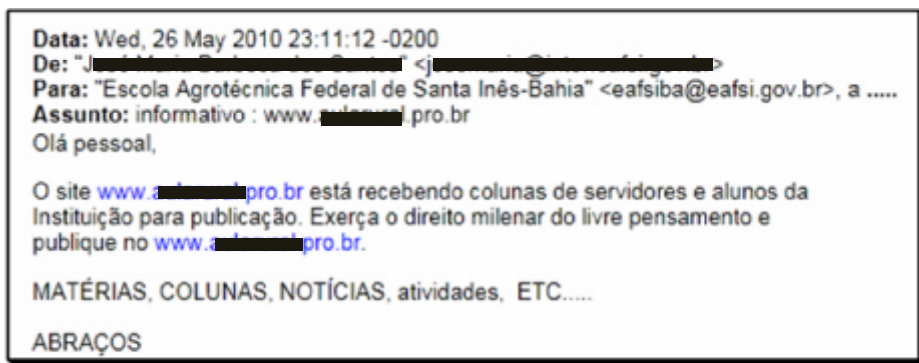 Data: Wed, 26 May 2010 23:11:12 -0200
De: "J
Para: "Escola Agrotécnica Federal de Santa Inês-Bahia" <eafsiba@eafsi.gov.br>, a .....
Assunto: informativo : www. .pro.br
Olá pessoal,
O site www. pro.br está recebendo colunas de servidores e alunos da
Instituição para publicação. Exerça o direito milenar do livre pensamento e
publique no www. pro.br.
MATÉRIAS, COLUNAS, NOTÍCIAS, atividades, ETC.....
ABRAÇOS